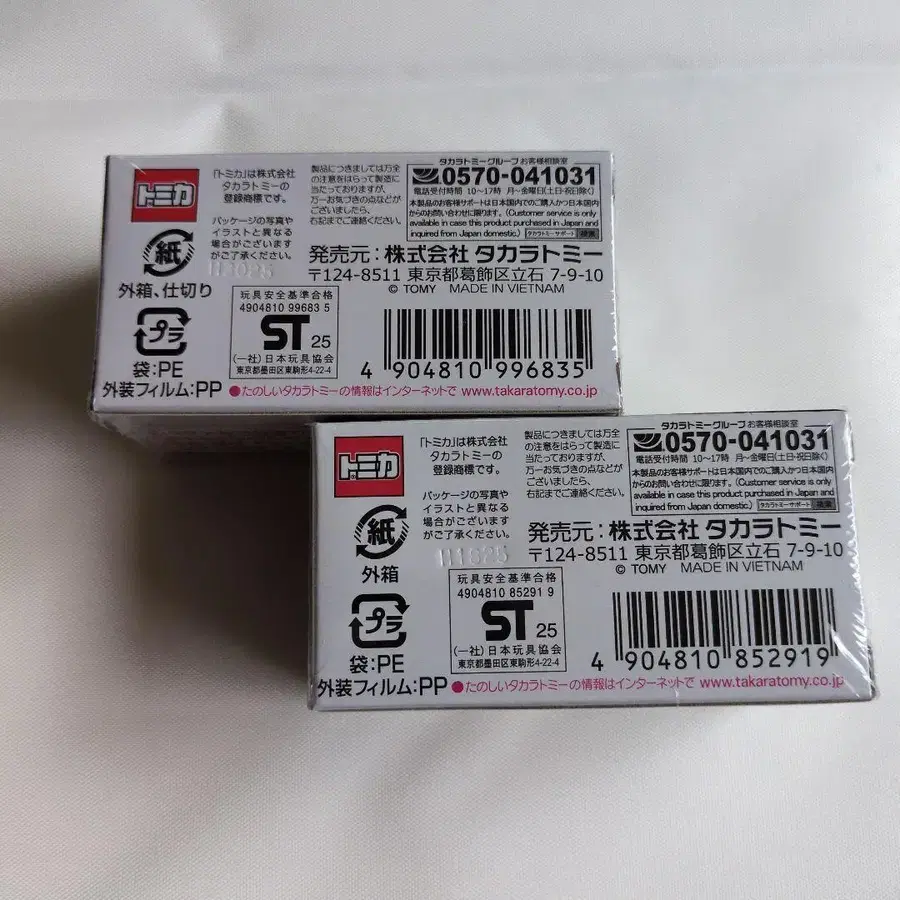 トミカ
「トミカ」は株式会社
タカラトミーの
登録商標です。
パッケージの写真や
イラストと異なる
場合がございます
がご了承ください。
製品につきましては万全
の注意をはらって製造に
当たっておりますが、
万一お気づきの点などが
ございましたら、
右記までご連絡ください。
タカラトミーグループ お客様相談室
0570-041031
電話受付時間 10〜17時 月〜金曜日(土・日・祝日除く)
本製品のお客様サポートは日本国内でのご購入かつ日本国内
からのお問い合わせに限ります。(Customer service is only
available in case this product purchased in Japan and
inquired from Japan domestic.) タカラトミーサポート 検索
発売元:株式会社 タカラトミー
〒124-8511 東京都葛飾区立石 7-9-10
© TOMY MADE IN VIETNAM
紙
外箱、仕切り
プラ
袋:PE
外装フィルム:PP
玩具安全基準合格
4904810 99683 5
ST 25
(一社)日本玩具協会
東京都墨田区東駒形4-22-4
4 904810 996835
●たのしいタカラトミーの情報はインターネットで www.takaratomy.co.jp
トミカ
「トミカ」は株式会社
タカラトミーの
登録商標です。
パッケージの写真や
イラストと異なる
場合がございます
がご了承ください。
111625
製品につきましては万全
の注意をはらって製造に
当たっておりますが、
万一お気づきの点などが
ございましたら、
右記までご連絡ください。
タカラトミーグループ お客様相談室
0570-041031
電話受付時間 10〜17時 月〜金曜日(土・日・祝日除く)
本製品のお客様サポートは日本国内でのご購入かつ日本国内
からのお問い合わせに限ります。(Customer service is only
available in case this product purchased in Japan and
inquired from Japan domestic.) タカラトミーサポート 検索
発売元:株式会社 タカラトミー
〒124-8511 東京都葛飾区立石 7-9-10
© TOMY MADE IN VIETNAM
紙
外箱
プラ
袋:PE
外装フィルム:PP
玩具安全基準合格
4904810 85291 9
ST 25
(一社)日本玩具協会
東京都墨田区東駒形4-22-4
4 904810 852919
●たのしいタカラトミーの情報はインターネットで www.takaratomy.co.jp